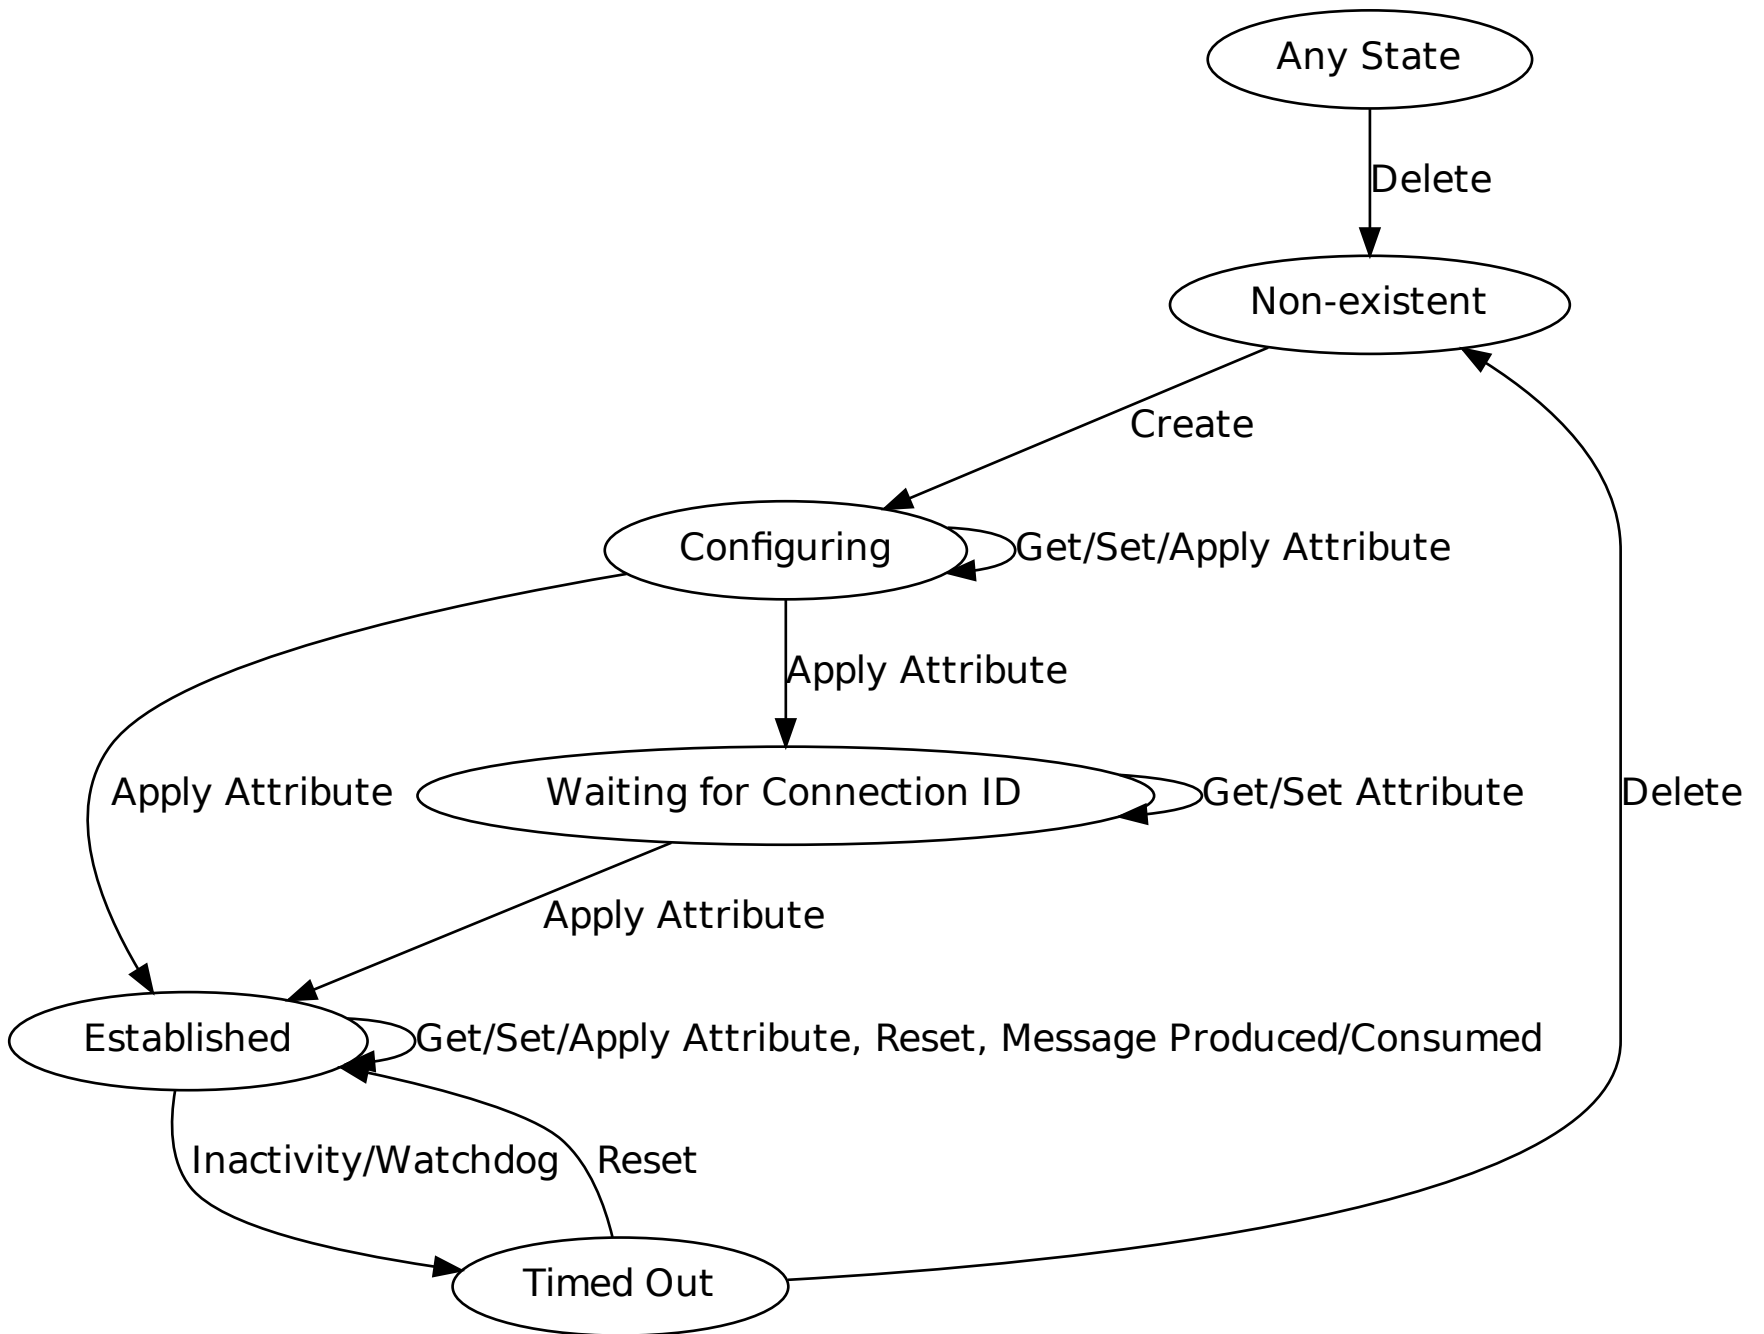 Any State
Delete
Non-existent
Create
Configuring
Get/Set/Apply Attribute
Apply Attribute
Apply Attribute
Waiting for Connection ID
Get/Set Attribute
Delete
Apply Attribute
Established
Get/Set/Apply Attribute, Reset, Message Produced/Consumed
Inactivity/Watchdog
Reset
Timed Out